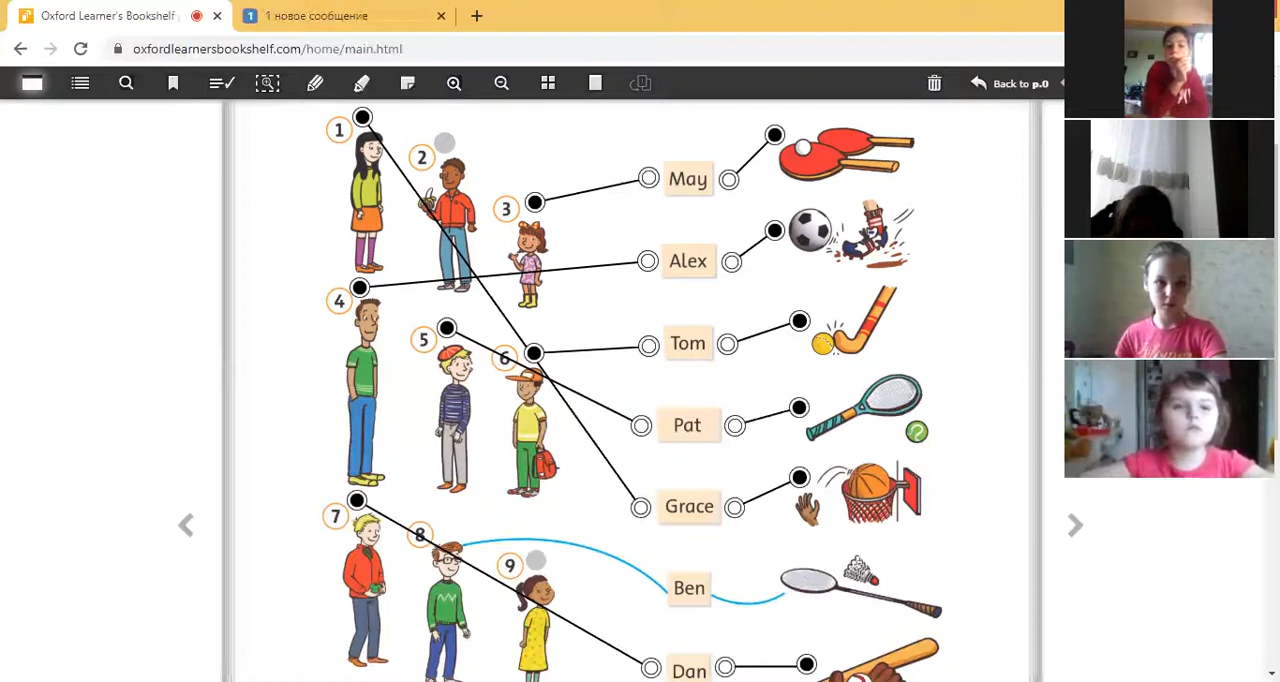 Oxford Learner's Bookshelf
1 новое сообщение
oxfordlearnersbookshelf.com/home/main.html
Back to p.0
1
2
3
May
Alex
4
5
6
Tom
Pat
Grace
7
8
9
Ben
Dan